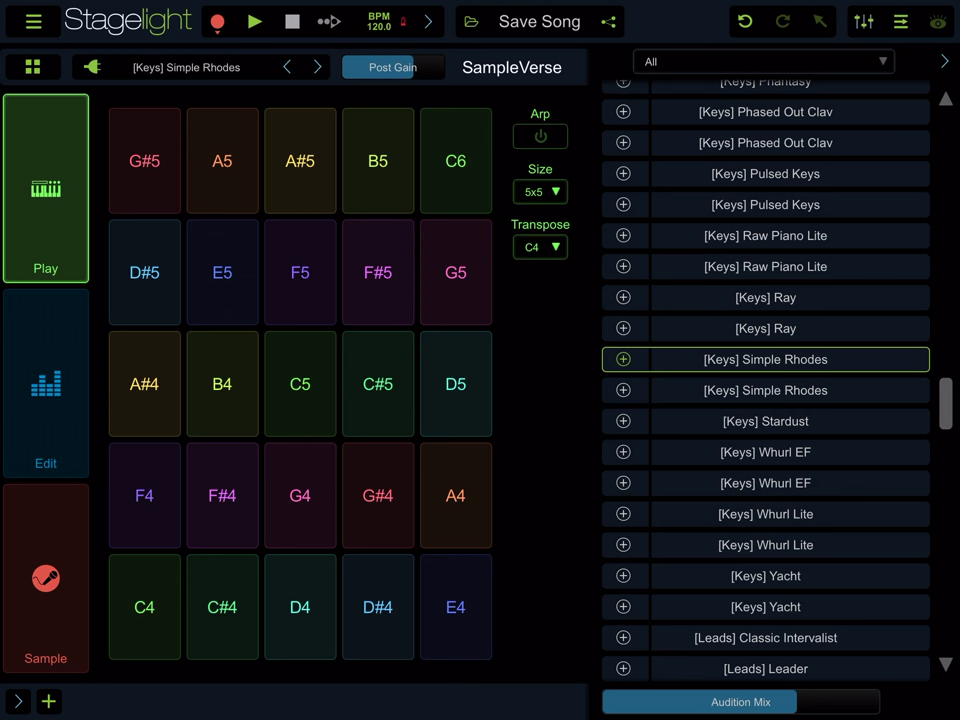 Stagelight
BPM
120.0
Save Song
[Keys] Simple Rhodes
Post Gain
SampleVerse
All
Play
Edit
Sample
G#5 A5 A#5 B5 C6
D#5 E5 F5 F#5 G5
A#4 B4 C5 C#5 D5
F4 F#4 G4 G#4 A4
C4 C#4 D4 D#4 E4
Arp
Size
5x5
Transpose
C4
[Keys] Phantasy
[Keys] Phased Out Clav
[Keys] Phased Out Clav
[Keys] Pulsed Keys
[Keys] Pulsed Keys
[Keys] Raw Piano Lite
[Keys] Raw Piano Lite
[Keys] Ray
[Keys] Ray
[Keys] Simple Rhodes
[Keys] Simple Rhodes
[Keys] Stardust
[Keys] Whurl EF
[Keys] Whurl EF
[Keys] Whurl Lite
[Keys] Whurl Lite
[Keys] Yacht
[Keys] Yacht
[Leads] Classic Intervalist
[Leads] Leader
Audition Mix